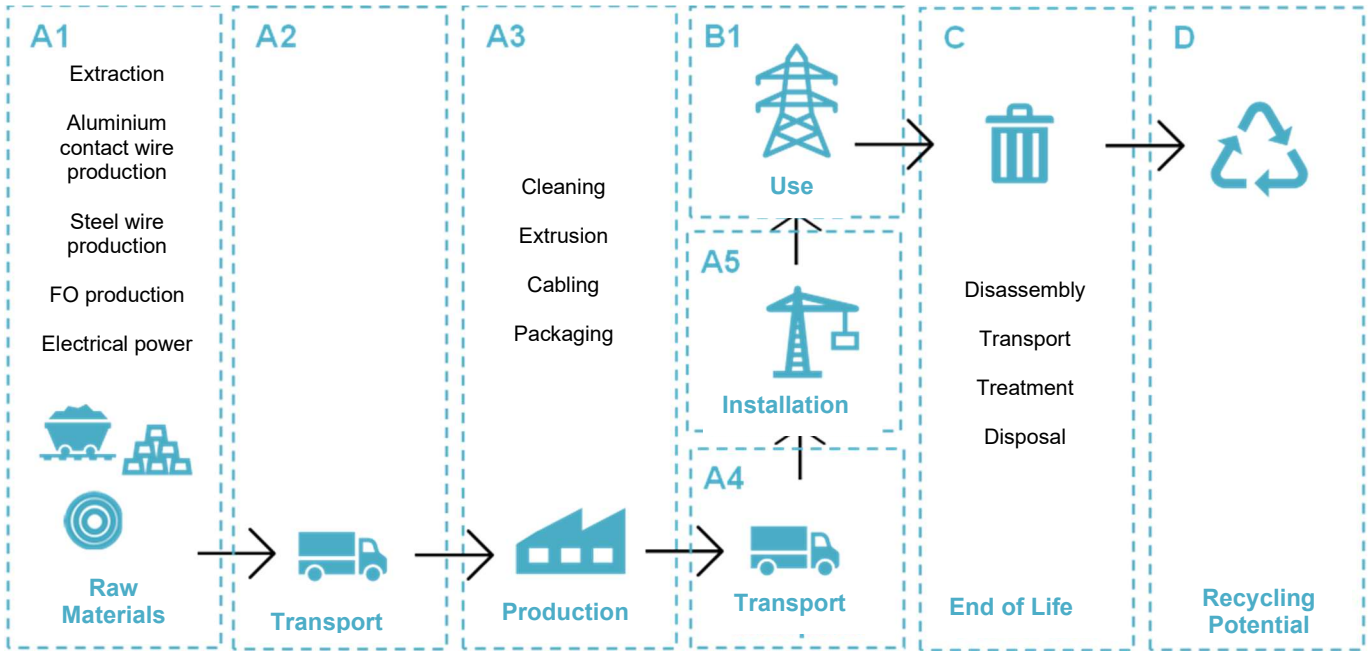 A1
Extraction
Aluminium
contact wire
production
Steel wire
production
FO production
Electrical power
Raw
Materials
A2
Transport
A3
Cleaning
Extrusion
Cabling
Packaging
Production
A4
Transport
A5
Installation
B1
Use
C
Disassembly
Transport
Treatment
Disposal
End of Life
D
Recycling
Potential